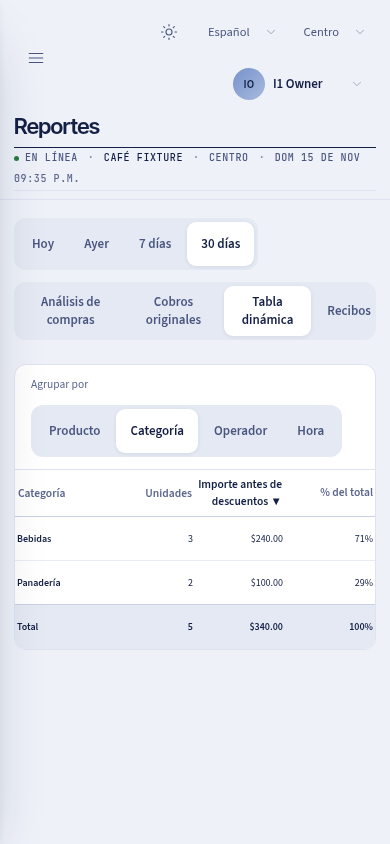 Español
Centro
IO
I1 Owner
Reportes
EN LÍNEA · CAFÉ FIXTURE · CENTRO · DOM 15 DE NOV
09:35 P.M.
Hoy
Ayer
7 días
30 días
Análisis de
compras
Cobros
originales
Tabla
dinámica
Recibos
Agrupar por
Producto
Categoría
Operador
Hora
Categoría Unidades Importe antes de
descuentos ▼ % del total
Bebidas 3 $240.00 71%
Panadería 2 $100.00 29%
Total 5 $340.00 100%